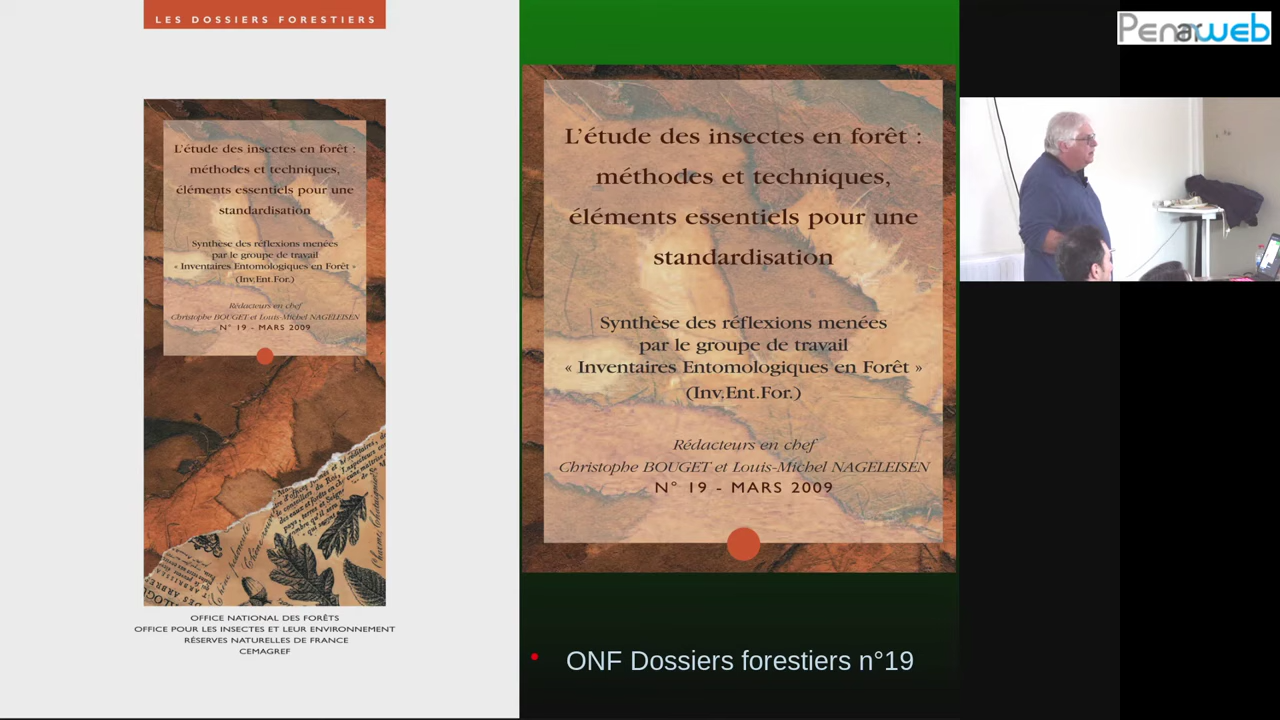 LES DOSSIERS FORESTIERS
L'étude des insectes en forêt :
méthodes et techniques,
éléments essentiels pour une
standardisation
Synthèse des réflexions menées
par le groupe de travail
« Inventaires Entomologiques en Forêt »
(Inv.Ent.For.)
Rédacteurs en chef
Christophe BOUGET et Louis-Michel NAGELEISEN
N° 19 - MARS 2009
OFFICE NATIONAL DES FORÊTS
OFFICE POUR LES INSECTES ET LEUR ENVIRONNEMENT
RÉSERVES NATURELLES DE FRANCE
CEMAGREF
L'étude des insectes en forêt :
méthodes et techniques,
éléments essentiels pour une
standardisation
Synthèse des réflexions menées
par le groupe de travail
« Inventaires Entomologiques en Forêt »
(Inv.Ent.For.)
Rédacteurs en chef
Christophe BOUGET et Louis-Michel NAGELEISEN
N° 19 - MARS 2009
• ONF Dossiers forestiers n°19